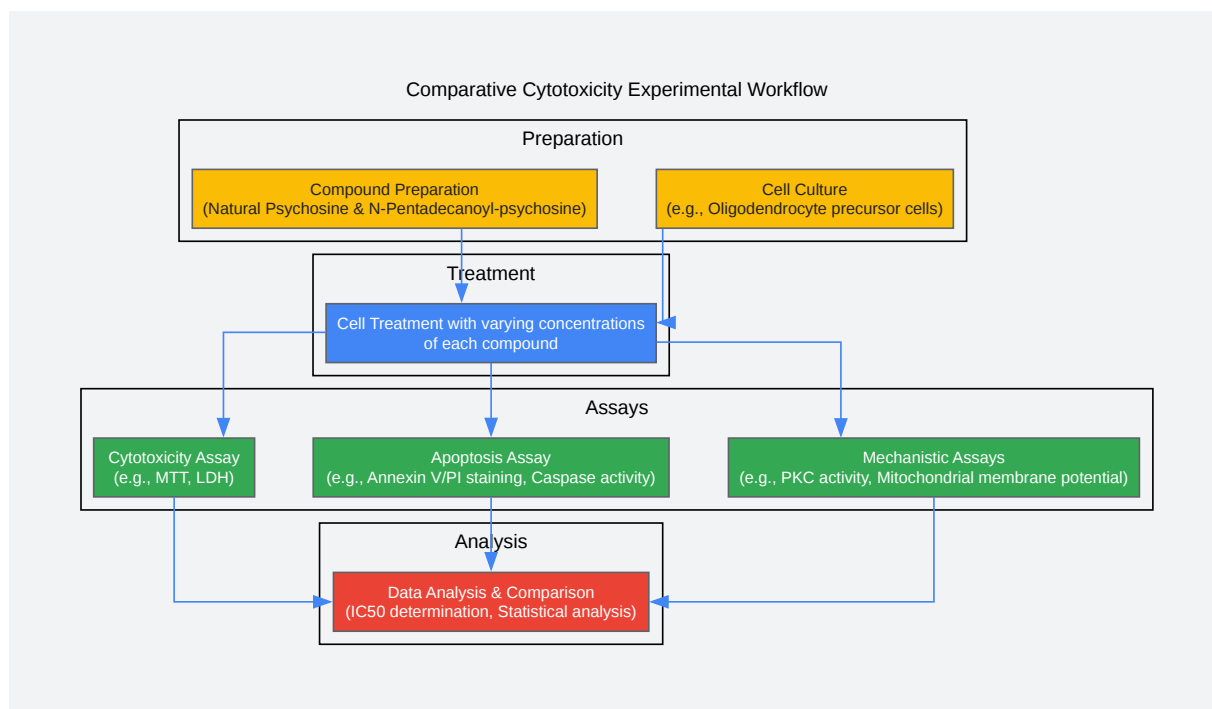 Comparative Cytotoxicity Experimental Workflow
Preparation
Compound Preparation
(Natural Psychosine & N-Pentadecanoyl-psychosine)
Cell Culture
(e.g., Oligodendrocyte precursor cells)
Treatment
Cell Treatment with varying concentrations
of each compound
Assays
Cytotoxicity Assay
(e.g., MTT, LDH)
Apoptosis Assay
(e.g., Annexin V/PI staining, Caspase activity)
Mechanistic Assays
(e.g., PKC activity, Mitochondrial membrane potential)
Analysis
Data Analysis & Comparison
(IC50 determination, Statistical analysis)